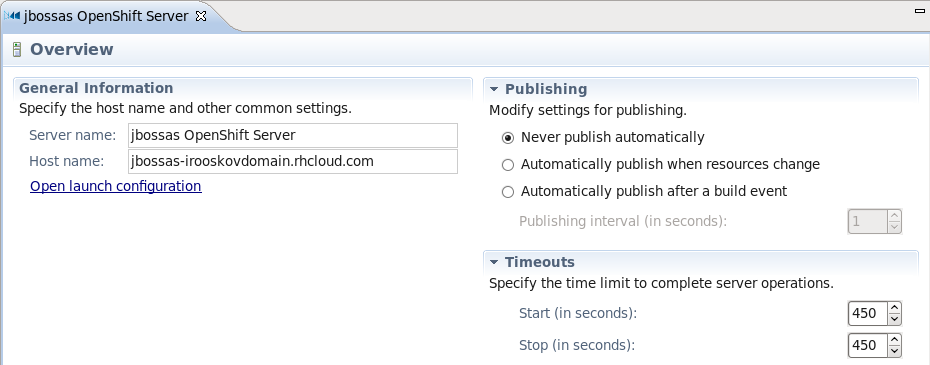 jbossas OpenShift Server
Overview
General Information
Specify the host name and other common settings.
Server name: jbossas OpenShift Server
Host name: jbossas-irooskovdomain.rhcloud.com
Open launch configuration
Publishing
Modify settings for publishing.
Never publish automatically
Automatically publish when resources change
Automatically publish after a build event
Publishing interval (in seconds): 1
Timeouts
Specify the time limit to complete server operations.
Start (in seconds): 450
Stop (in seconds): 450